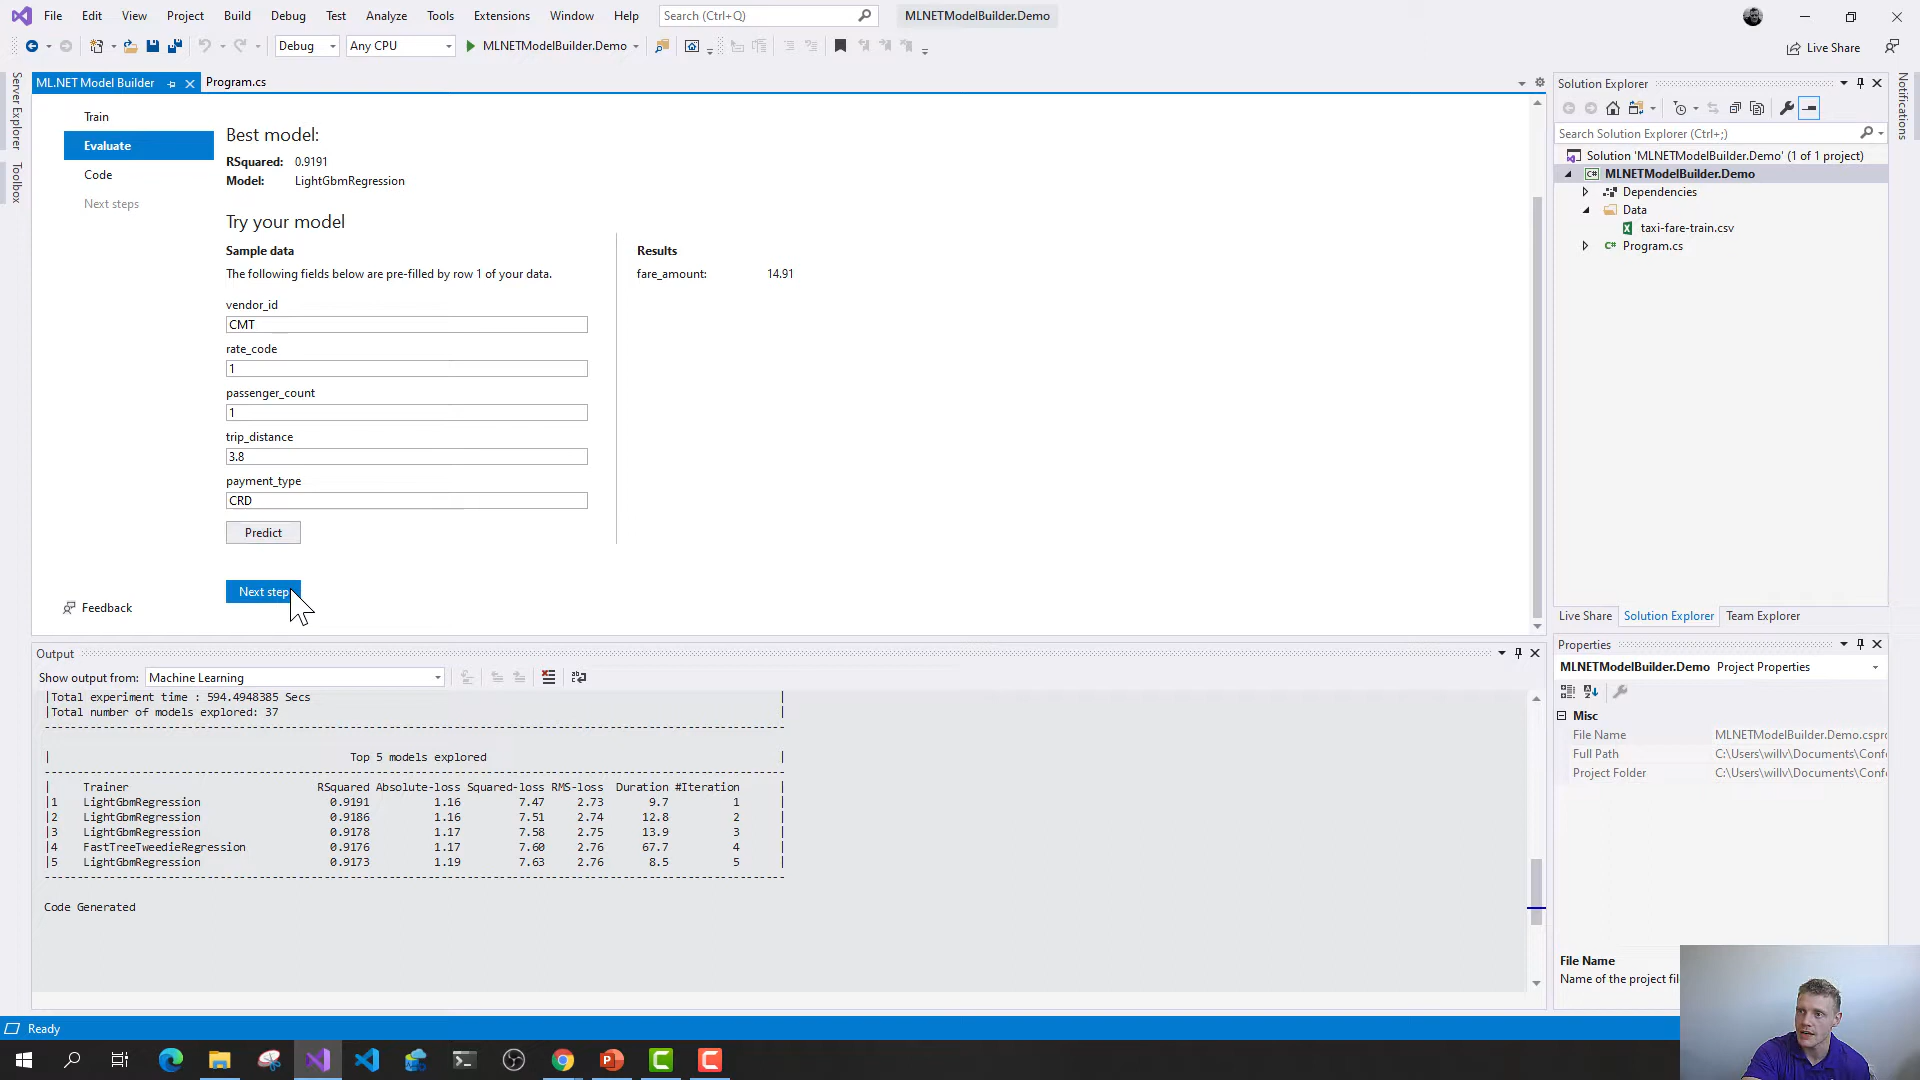 File Edit View Project Build Debug Test Analyze Tools Extensions Window Help Search (Ctrl+Q) MLNETModelBuilder.Demo
Debug Any CPU MLNETModelBuilder.Demo Live Share
Server Explorer
Toolbox
ML.NET Model Builder Program.cs
Train
Evaluate
Code
Next steps
Feedback
Best model:
RSquared: 0.9191
Model: LightGbmRegression
Try your model
Sample data
The following fields below are pre-filled by row 1 of your data.
vendor_id
CMT
rate_code
1
passenger_count
1
trip_distance
3.8
payment_type
CRD
Predict
Next step
Results
fare_amount: 14.91
Output
Show output from: Machine Learning
|Total experiment time : 594.4948385 Secs |
|Total number of models explored: 37 |
| Top 5 models explored |
| Trainer RSquared Absolute-loss Squared-loss RMS-loss Duration #Iteration |
|1 LightGbmRegression 0.9191 1.16 7.47 2.73 9.7 1 |
|2 LightGbmRegression 0.9186 1.16 7.51 2.74 12.8 2 |
|3 LightGbmRegression 0.9178 1.17 7.58 2.75 13.9 3 |
|4 FastTreeTweedieRegression 0.9176 1.17 7.60 2.76 67.7 4 |
|5 LightGbmRegression 0.9173 1.19 7.63 2.76 8.5 5 |
Code Generated
Solution Explorer
Search Solution Explorer (Ctrl+;)
Solution 'MLNETModelBuilder.Demo' (1 of 1 project)
C# MLNETModelBuilder.Demo
Dependencies
Data
taxi-fare-train.csv
C# Program.cs
Live Share Solution Explorer Team Explorer
Properties
MLNETModelBuilder.Demo Project Properties
Misc
File Name MLNETModelBuilder.Demo.cspro
Full Path C:\Users\willv\Documents\Conf
Project Folder C:\Users\willv\Documents\Conf
File Name
Name of the project fil
Notifications
Ready